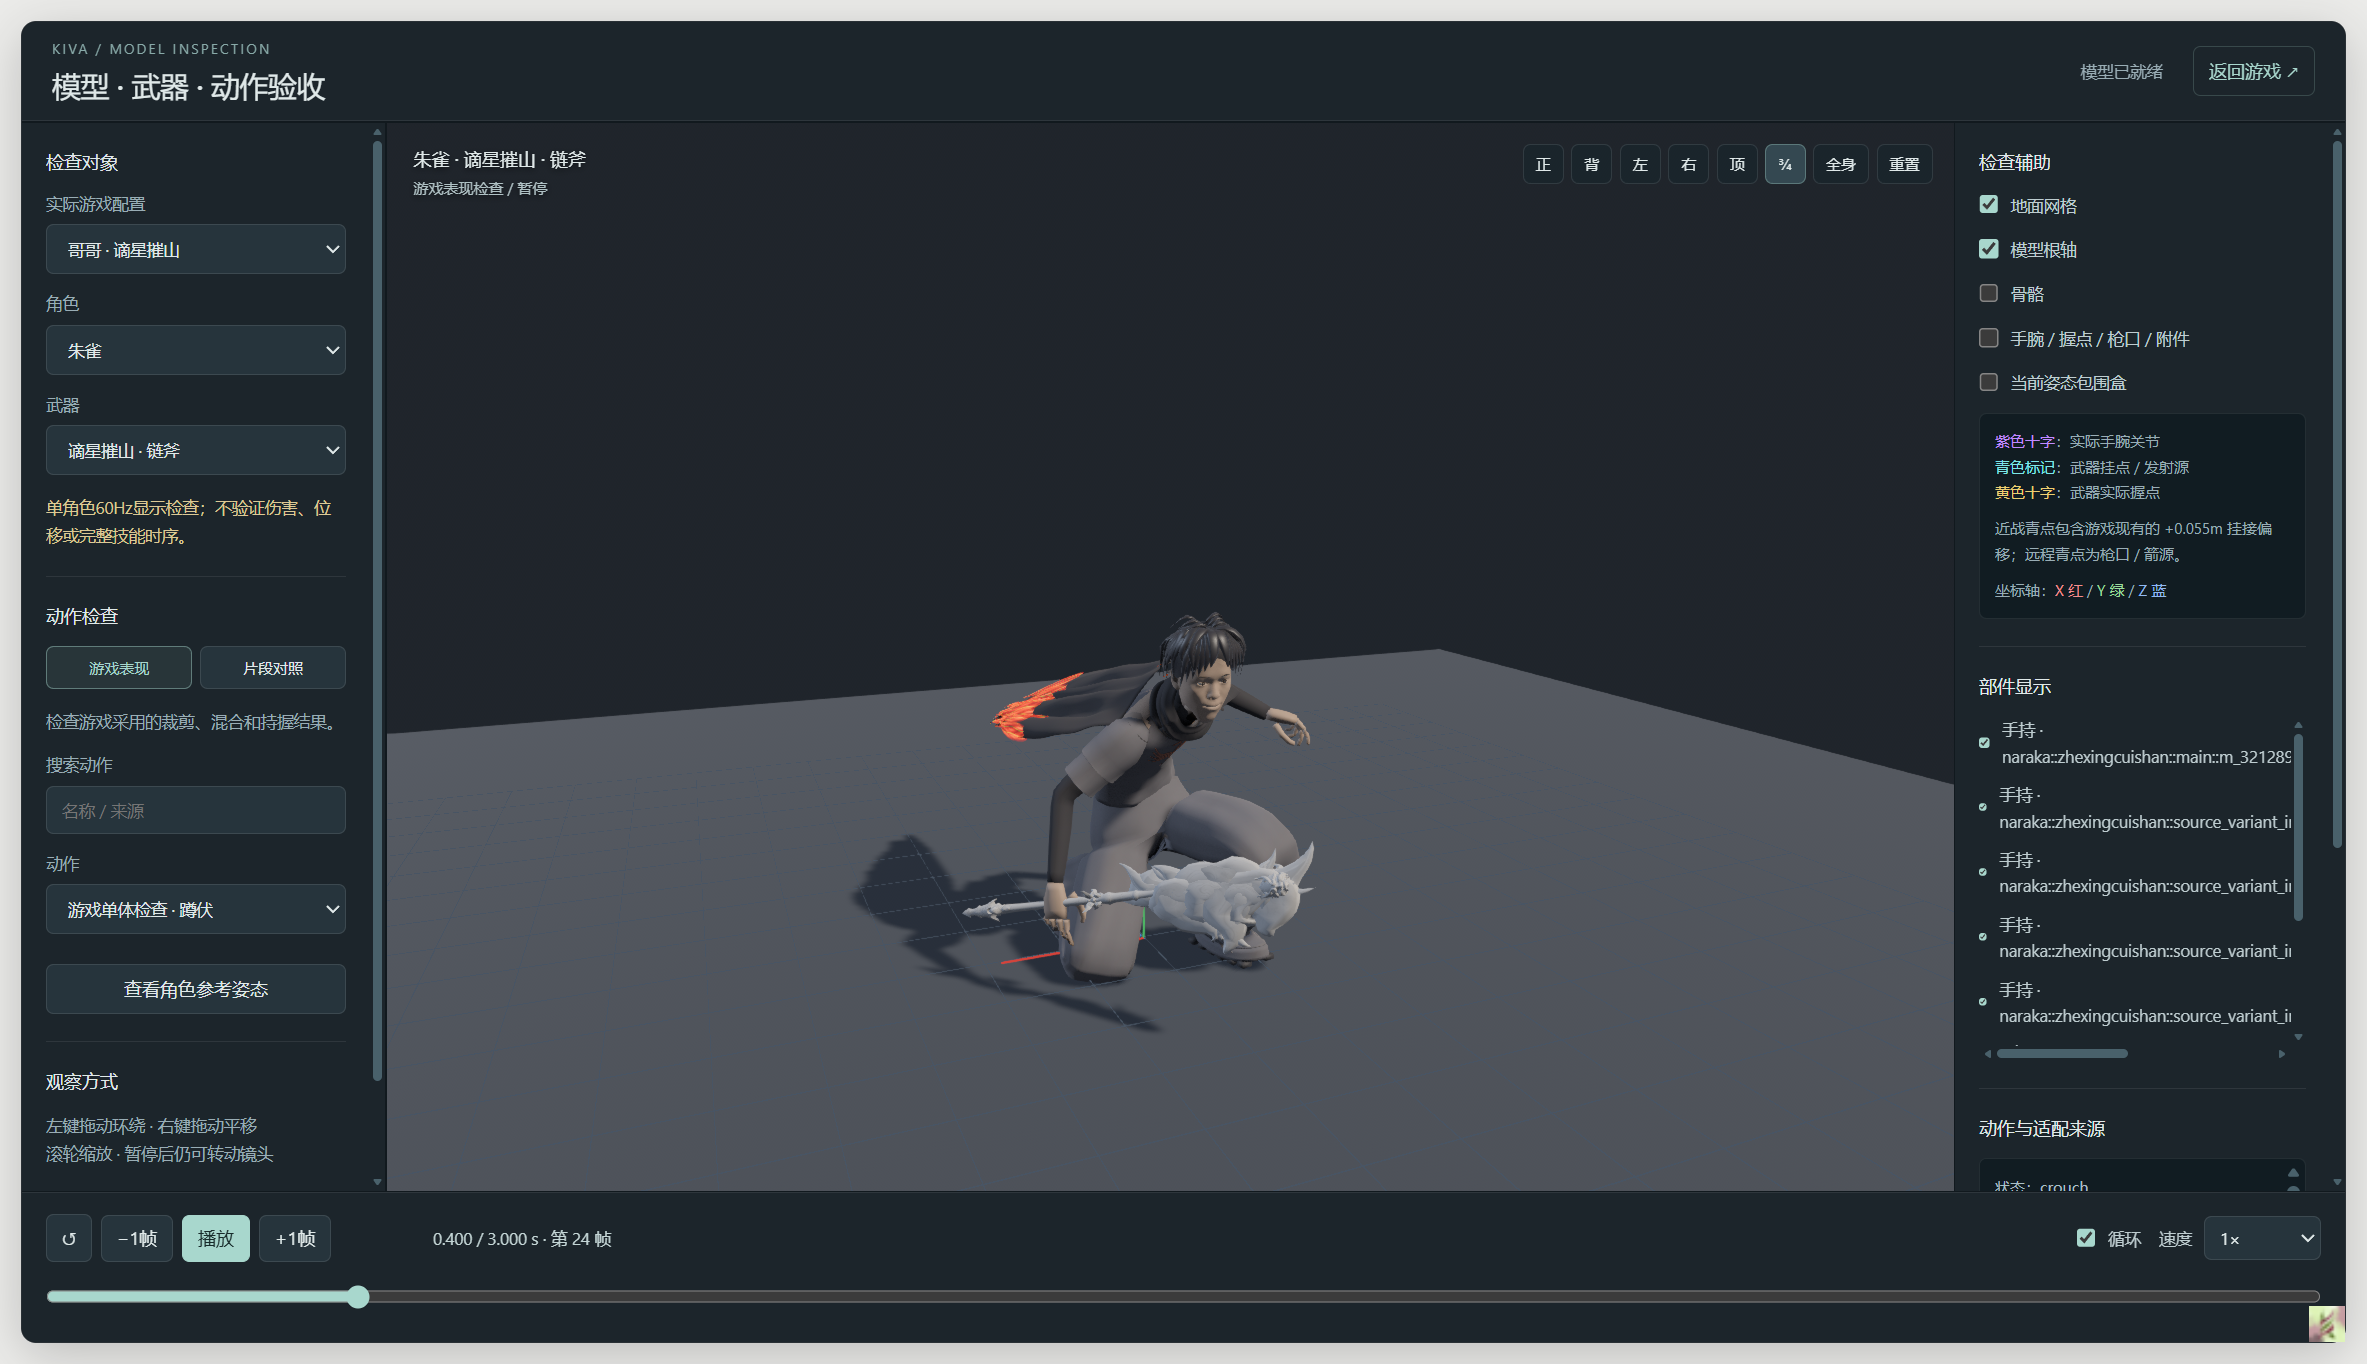 KIVA / MODEL INSPECTION
模型 · 武器 · 动作验收
模型已就绪
返回游戏 ↗
检查对象
实际游戏配置
哥哥 · 谪星摧山
角色
朱雀
武器
谪星摧山 · 链斧
单角色60Hz显示检查；不验证伤害、位
移或完整技能时序。
动作检查
游戏表现
片段对照
检查游戏采用的裁剪、混合和持握结果。
搜索动作
名称 / 来源
动作
游戏单体检查 · 蹲伏
查看角色参考姿态
观察方式
左键拖动环绕 · 右键拖动平移
滚轮缩放 · 暂停后仍可转动镜头
朱雀 · 谪星摧山 · 链斧
游戏表现检查 / 暂停
正
背
左
右
顶
¾
全身
重置
检查辅助
地面网格
模型根轴
骨骼
手腕 / 握点 / 枪口 / 附件
当前姿态包围盒
紫色十字：实际手腕关节
青色标记：武器挂点 / 发射源
黄色十字：武器实际握点
近战青点包含游戏现有的 +0.055m 挂接偏
移；远程青点为枪口 / 箭源。
坐标轴：X 红 / Y 绿 / Z 蓝
部件显示
手持 ·
naraka::zhexingcuishan::main::m_321289
手持 ·
naraka::zhexingcuishan::source_variant_i
手持 ·
naraka::zhexingcuishan::source_variant_i
手持 ·
naraka::zhexingcuishan::source_variant_i
手持 ·
naraka::zhexingcuishan::source_variant_i
动作与适配来源
状态：crouch
↺
−1帧
播放
+1帧
0.400 / 3.000 s · 第 24 帧
循环
速度
1×